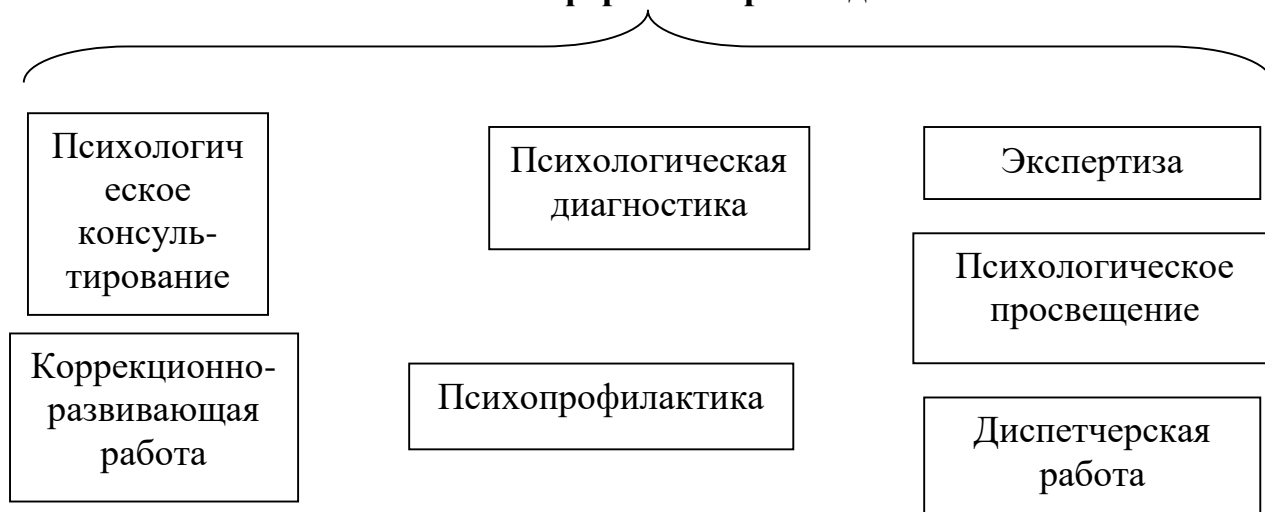 Психологич
еское
консуль-
тирование
Коррекционно-
развивающая
работа
Психологическая
диагностика
Психопрофилактика
Экспертиза
Психологическое
просвещение
Диспетчерская
работа